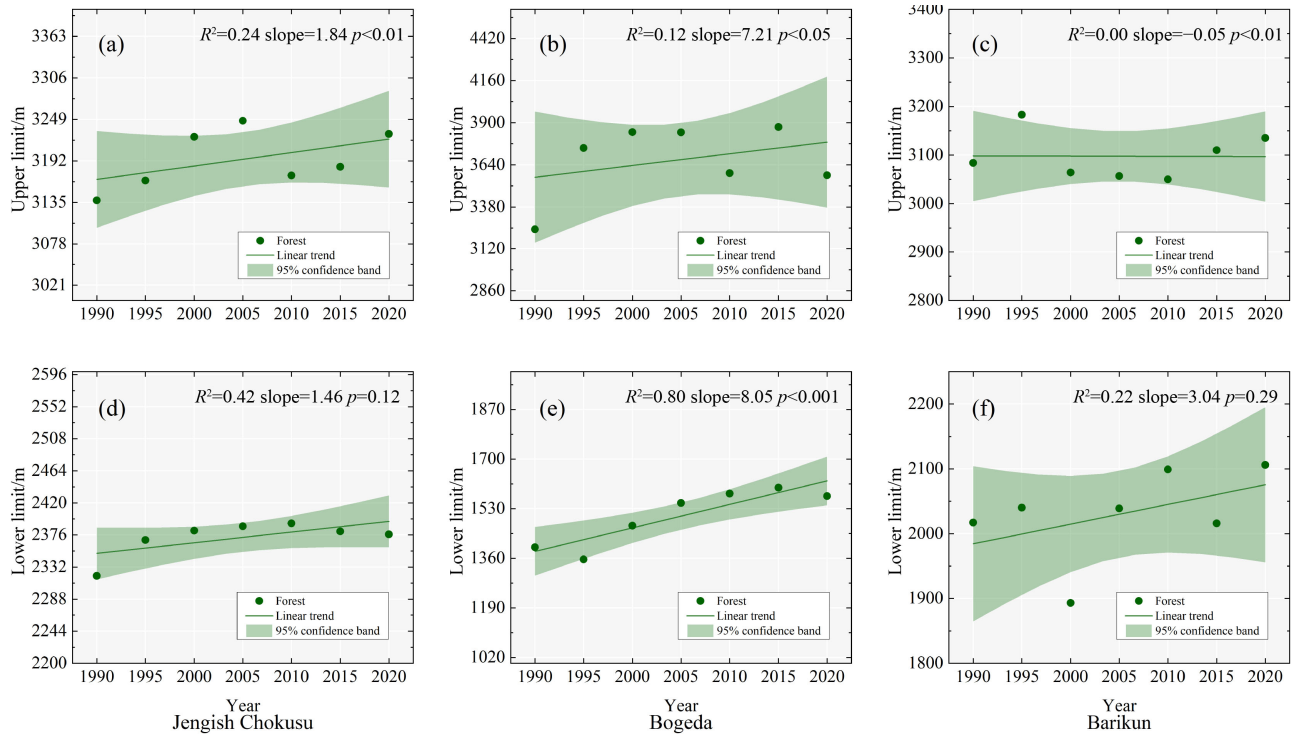 (a)
R²=0.24 slope=1.84 p<0.01
Upper limit/m
3363
3306
3249
3192
3135
3078
3021
Forest
Linear trend
95% confidence band
1990 1995 2000 2005 2010 2015 2020
(b)
R²=0.12 slope=7.21 p<0.05
Upper limit/m
4420
4160
3900
3640
3380
3120
2860
Forest
Linear trend
95% confidence band
1990 1995 2000 2005 2010 2015 2020
(c)
R²=0.00 slope=−0.05 p<0.01
Upper limit/m
3400
3300
3200
3100
3000
2900
2800
Forest
Linear trend
95% confidence band
1990 1995 2000 2005 2010 2015 2020
(d)
R²=0.42 slope=1.46 p=0.12
Lower limit/m
2596
2552
2508
2464
2420
2376
2332
2288
2244
2200
Forest
Linear trend
95% confidence band
1990 1995 2000 2005 2010 2015 2020
Year
Jengish Chokusu
(e)
R²=0.80 slope=8.05 p<0.001
Lower limit/m
1870
1700
1530
1360
1190
1020
Forest
Linear trend
95% confidence band
1990 1995 2000 2005 2010 2015 2020
Year
Bogeda
(f)
R²=0.22 slope=3.04 p=0.29
Lower limit/m
2200
2100
2000
1900
1800
Forest
Linear trend
95% confidence band
1990 1995 2000 2005 2010 2015 2020
Year
Barikun